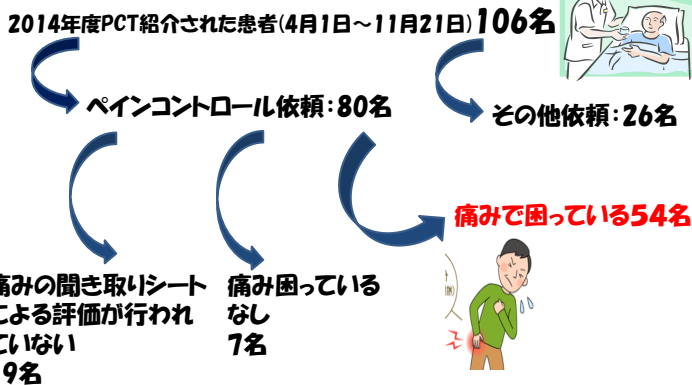 2014年度PCT紹介された患者(4月1日～11月21日)106名
ペインコントロール依頼：80名
その他依頼：26名
痛みで困っている54名
痛みの聞き取りシート
による評価が行われ
ていない
9名
痛み困っている
なし
7名